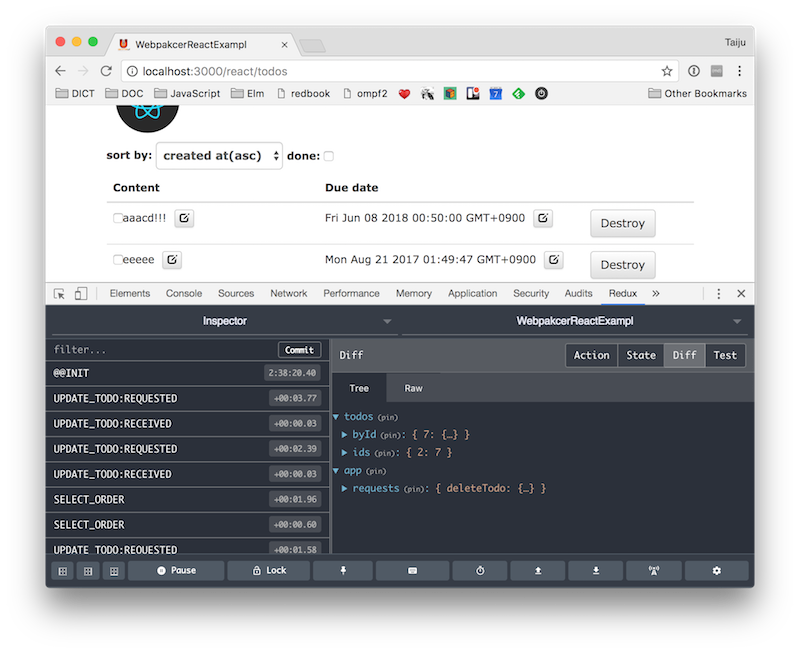 WebpakcerReactExampl
Taiju
localhost:3000/react/todos
DICT DOC JavaScript Elm redbook ompf2 7 Other Bookmarks
sort by: created at(asc) done:
Content Due date
aaacd!!! Fri Jun 08 2018 00:50:00 GMT+0900 Destroy
eeeee Mon Aug 21 2017 01:49:47 GMT+0900 Destroy
Elements Console Sources Network Performance Memory Application Security Audits Redux »
Inspector WebpakcerReactExampl
filter... Commit
@@INIT 2:38:20.40
UPDATE_TODO:REQUESTED +00:03.77
UPDATE_TODO:RECEIVED +00:00.03
UPDATE_TODO:REQUESTED +00:02.39
UPDATE_TODO:RECEIVED +00:00.03
SELECT_ORDER +00:01.96
SELECT_ORDER +00:00.60
UPDATE_TODO:REQUESTED +00:01.58
Diff Action State Diff Test
Tree Raw
todos (pin)
byId (pin): { 7: {…} }
ids (pin): { 2: 7 }
app (pin)
requests (pin): { deleteTodo: {…} }
Pause Lock